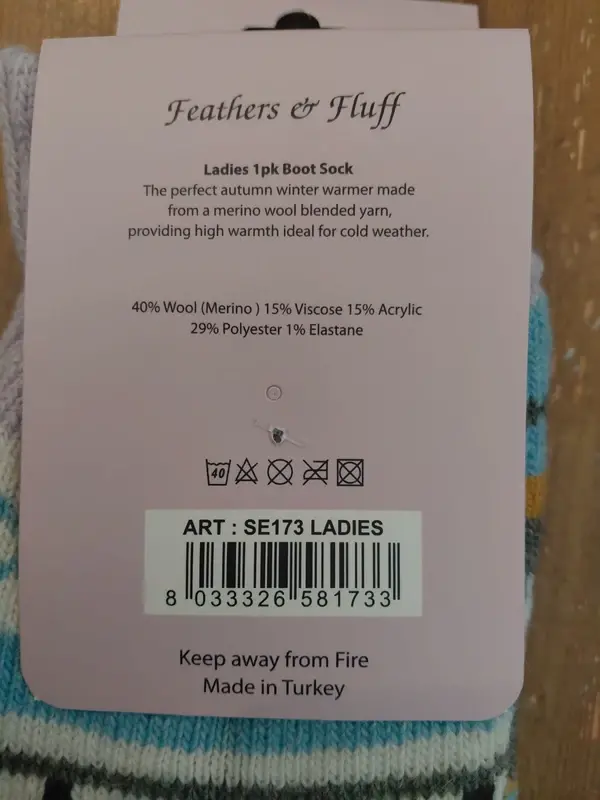 Feathers & Fluff
Ladies 1pk Boot Sock
The perfect autumn winter warmer made
from a merino wool blended yarn,
providing high warmth ideal for cold weather.
40% Wool (Merino ) 15% Viscose 15% Acrylic
29% Polyester 1% Elastane
40
ART : SE173 LADIES
8 033326 581733
Keep away from Fire
Made in Turkey